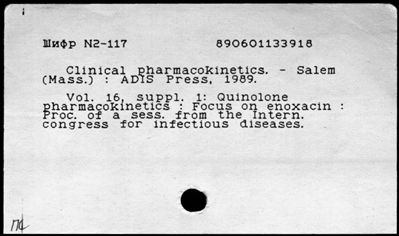 Шифр N2-117 890601133918
Clinical pharmacokinetics. - Salem
(Mass.) : ADIS Press, 1989.
Vol. 16, suppl. 1: Quinolone
pharmacokinetics : Focus on enoxacin :
Proc. of a sess. from the Intern.
congress for infectious diseases.